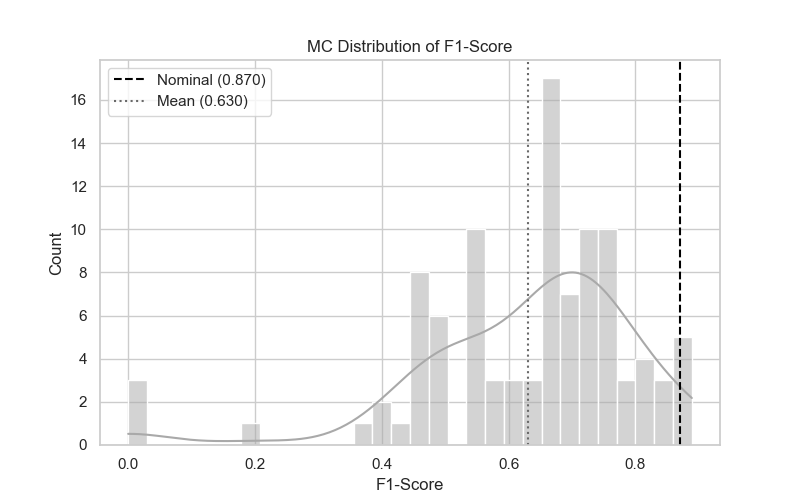 MC Distribution of F1-Score
Nominal (0.870)
Mean (0.630)
16
14
12
10
8
6
4
2
0
Count
0.0 0.2 0.4 0.6 0.8
F1-Score